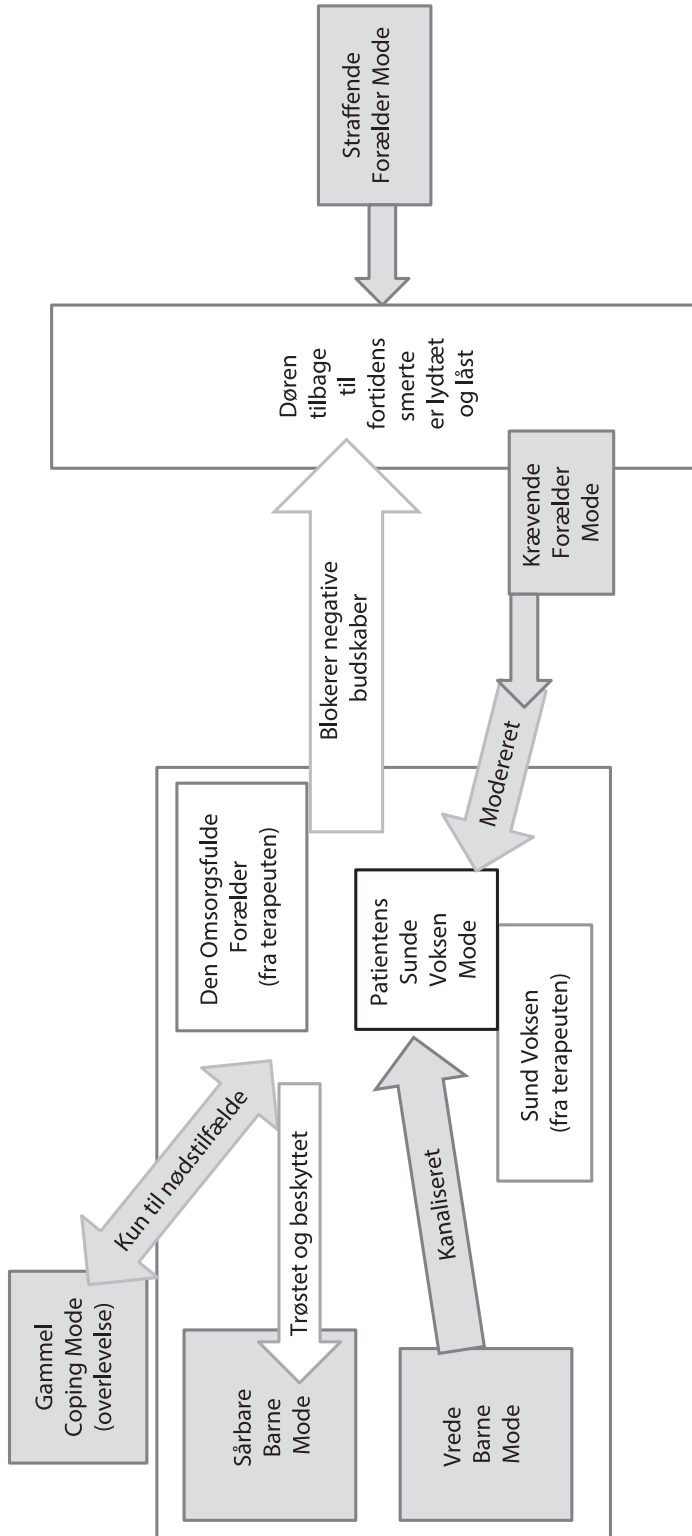 Gammel
Coping Mode
(overlevelse)
Kun til nødstilfælde
Den Omsorgsfulde
Forælder
(fra terapeuten)
Sårbare
Barne
Mode
Trøstet og beskyttet
Blokerer negative
budskaber
Døren
tilbage
til
fortidens
smerte
er lydtæt
og låst
Straffende
Forælder Mode
Vrede
Barne
Mode
Kanaliseret
Patientens
Sunde
Voksen
Mode
Sund Voksen
(fra terapeuten)
Modereret
Krævende
Forælder
Mode